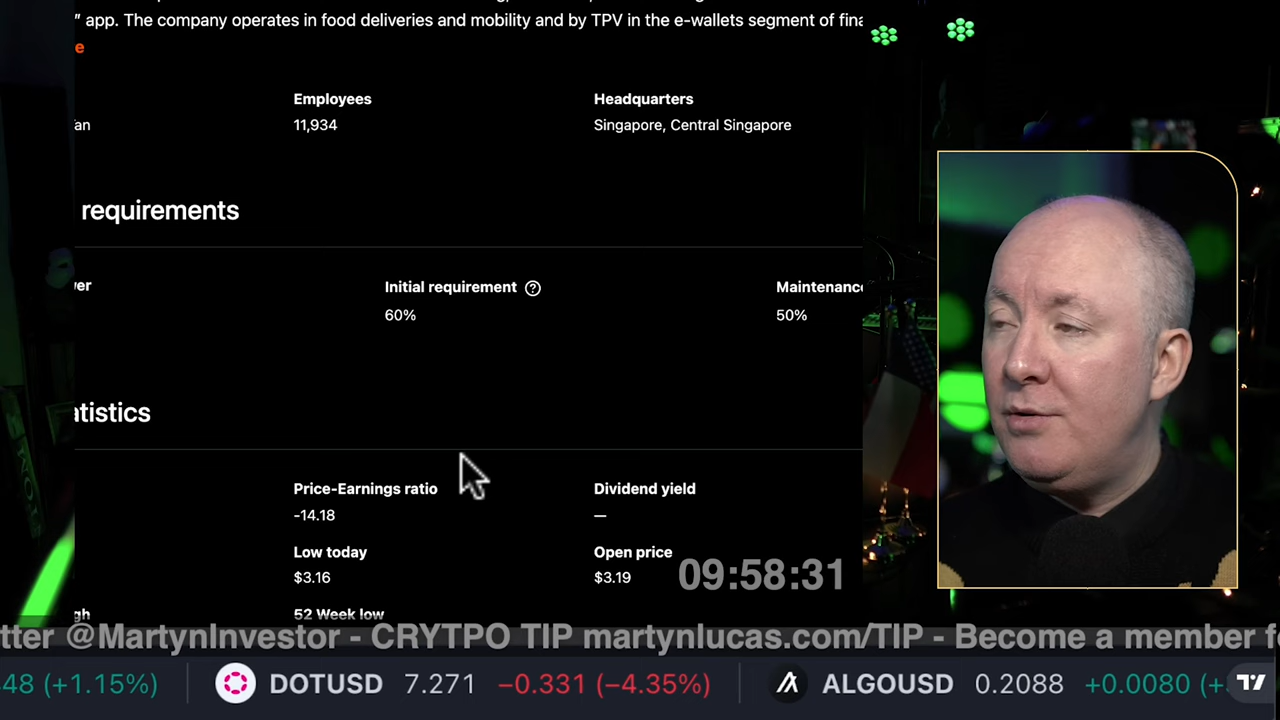 " app. The company operates in food deliveries and mobility and by TPV in the e-wallets segment of fina
e
Employees
Headquarters
Tan
11,934
Singapore, Central Singapore
requirements
Initial requirement ?
Maintenance
60%
50%
atistics
Price-Earnings ratio
Dividend yield
-14.18
—
Low today
Open price
$3.16
$3.19
09:58:31
gh
52 Week low
tter @MartynInvestor - CRYTPO TIP martynlucas.com/TIP - Become a member f
48 (+1.15%)
DOTUSD 7.271 −0.331 (−4.35%)
ALGOUSD 0.2088 +0.0080 (+